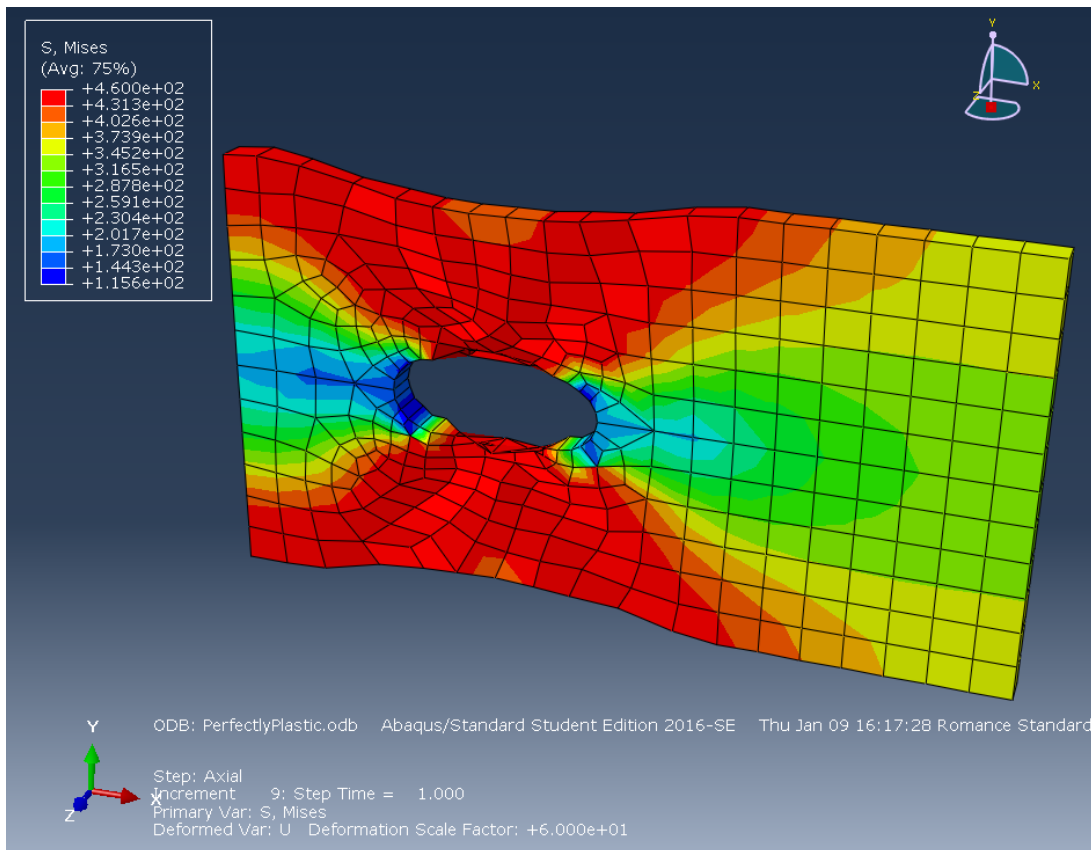 S, Mises
(Avg: 75%)
+4.600e+02
+4.313e+02
+4.026e+02
+3.739e+02
+3.452e+02
+3.165e+02
+2.878e+02
+2.591e+02
+2.304e+02
+2.017e+02
+1.730e+02
+1.443e+02
+1.156e+02
Y
X
Z
Y
X
Z
ODB: PerfectlyPlastic.odb Abaqus/Standard Student Edition 2016-SE Thu Jan 09 16:17:28 Romance Standard
Step: Axial
Increment 9: Step Time = 1.000
Primary Var: S, Mises
Deformed Var: U Deformation Scale Factor: +6.000e+01